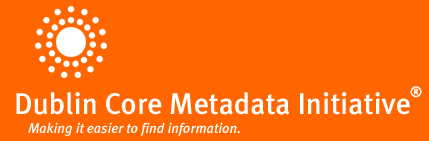 Dublin Core Metadata Initiative®
Making it easier to find information.